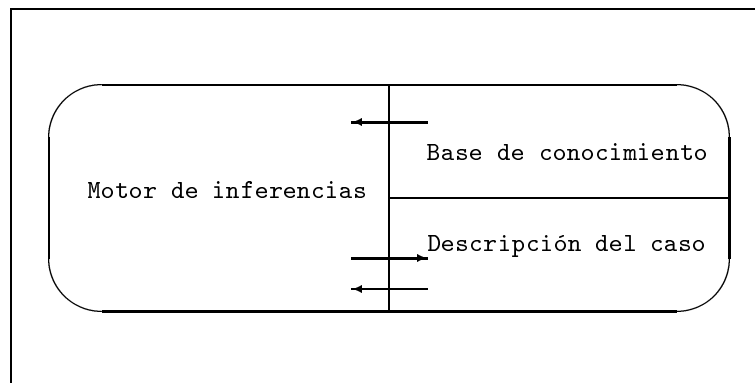 Motor de inferencias
Base de conocimiento
Descripción del caso